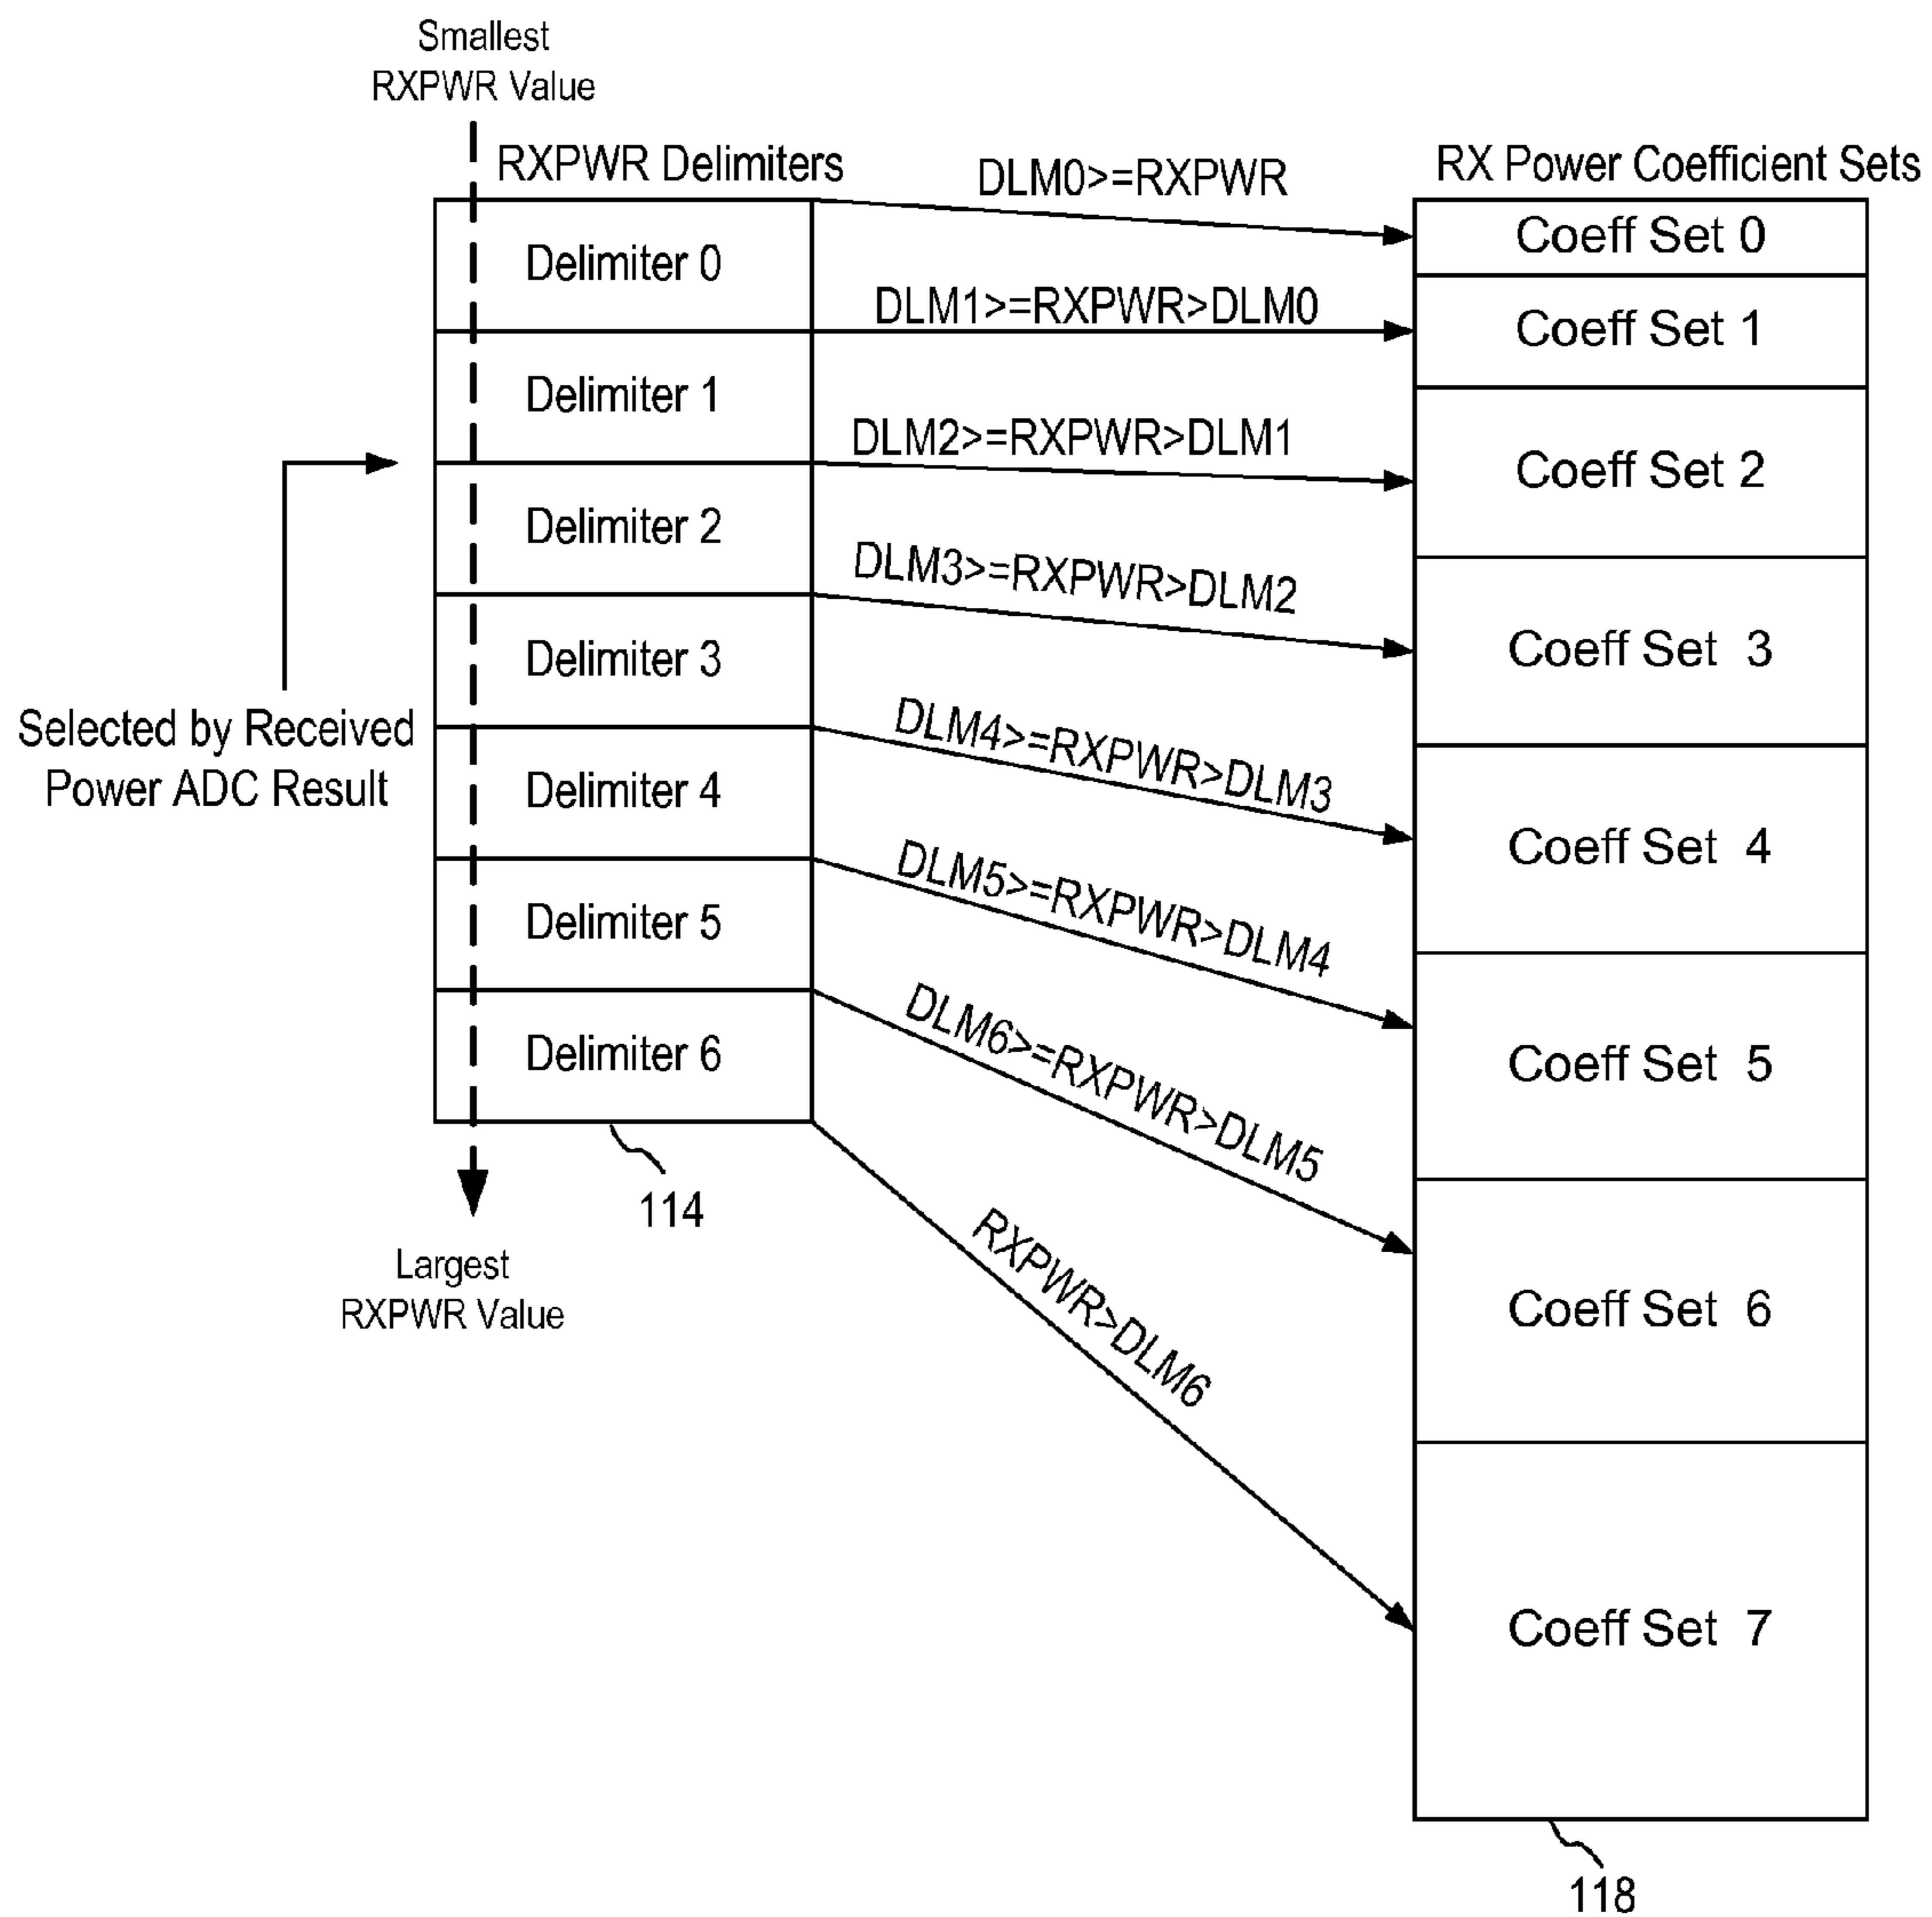 Smallest
RXPWR Value
RXPWR Delimiters
DLM0>=RXPWR
RX Power Coefficient Sets
Delimiter 0
Coeff Set 0
DLM1>=RXPWR>DLM0
Coeff Set 1
Delimiter 1
DLM2>=RXPWR>DLM1
Coeff Set 2
Delimiter 2
DLM3>=RXPWR>DLM2
Delimiter 3
Coeff Set 3
Selected by Received
Power ADC Result
DLM4>=RXPWR>DLM3
Delimiter 4
Coeff Set 4
DLM5>=RXPWR>DLM4
Delimiter 5
Delimiter 6
DLM6>=RXPWR>DLM5
Coeff Set 5
114
Largest
RXPWR Value
RXPWR>DLM6
Coeff Set 6
Coeff Set 7
118